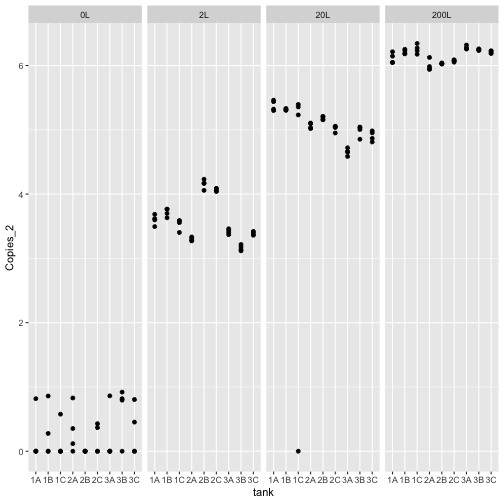 0L 2L 20L 200L
6
4
2
0
Copies_2
1A 1B 1C 2A 2B 2C 3A 3B 3C 1A 1B 1C 2A 2B 2C 3A 3B 3C 1A 1B 1C 2A 2B 2C 3A 3B 3C 1A 1B 1C 2A 2B 2C 3A 3B 3C
tank